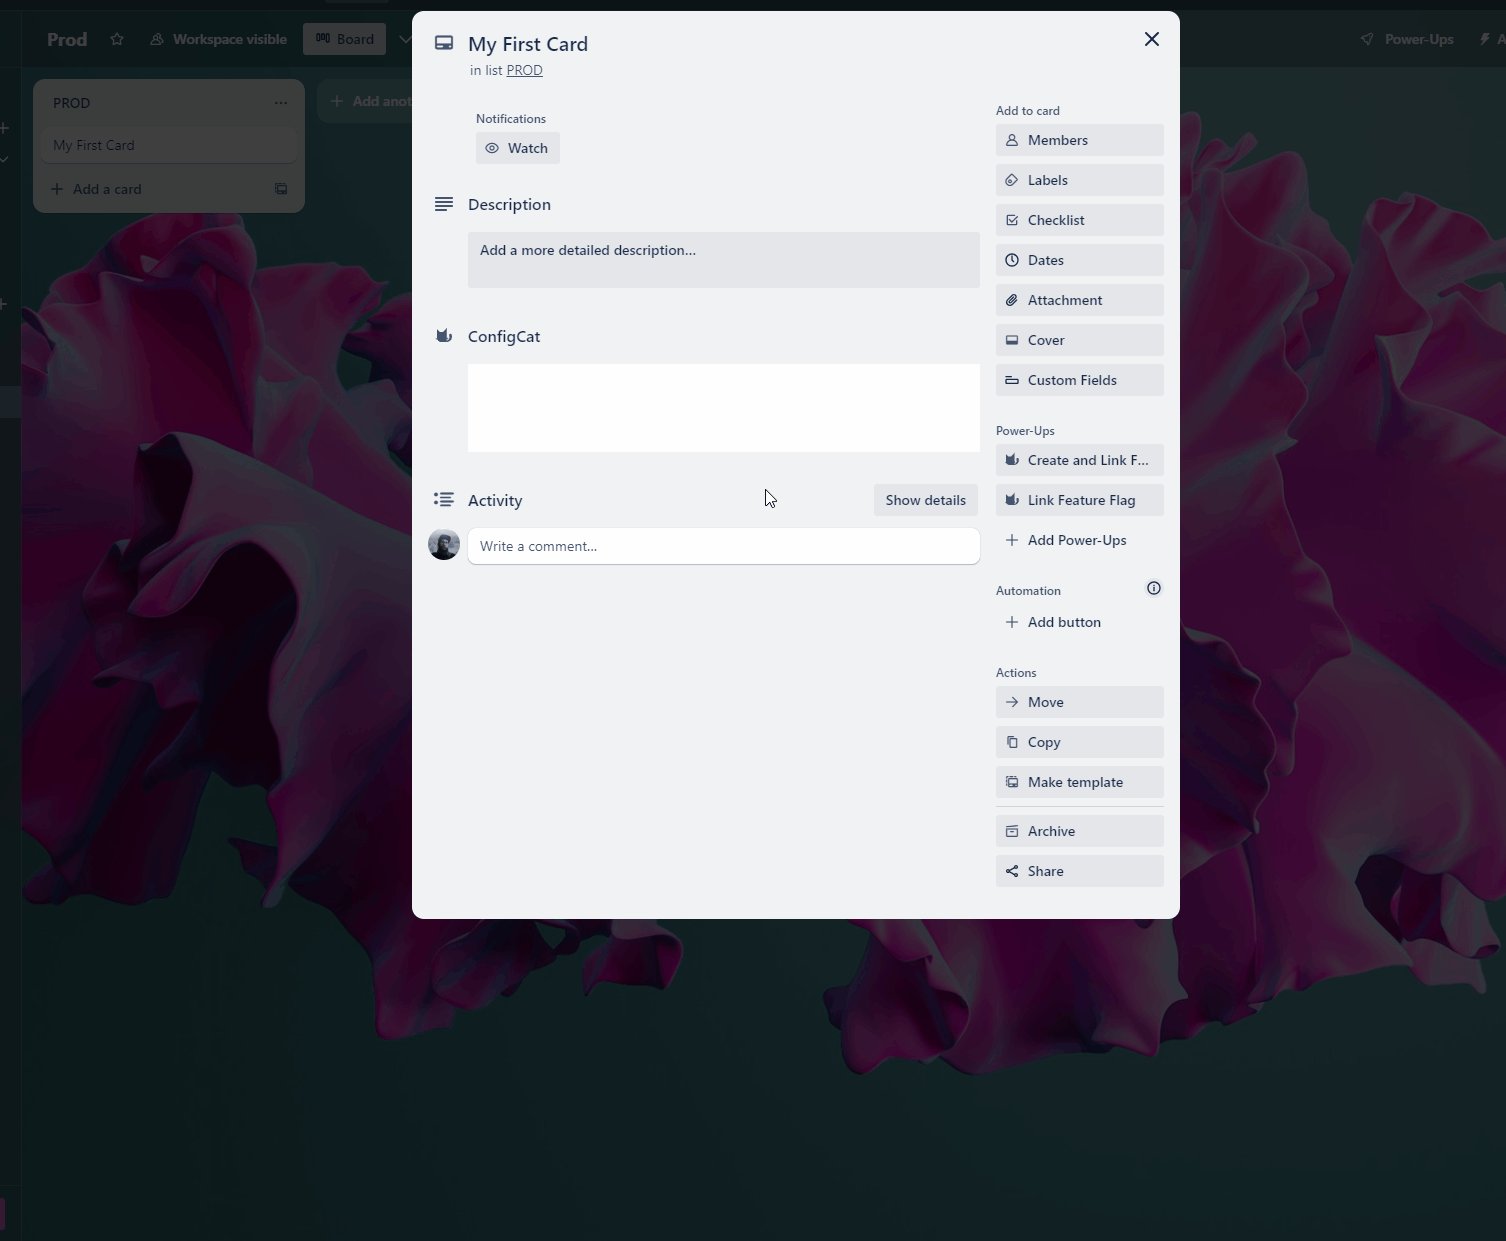 Prod
Workspace visible
Board
Power-Ups
PROD
My First Card
Add a card
My First Card
in list PROD
Notifications
Watch
Description
Add a more detailed description...
ConfigCat
Activity
Show details
Write a comment...
Add to card
Members
Labels
Checklist
Dates
Attachment
Cover
Custom Fields
Power-Ups
Create and Link F...
Link Feature Flag
Add Power-Ups
Automation
Add button
Actions
Move
Copy
Make template
Archive
Share